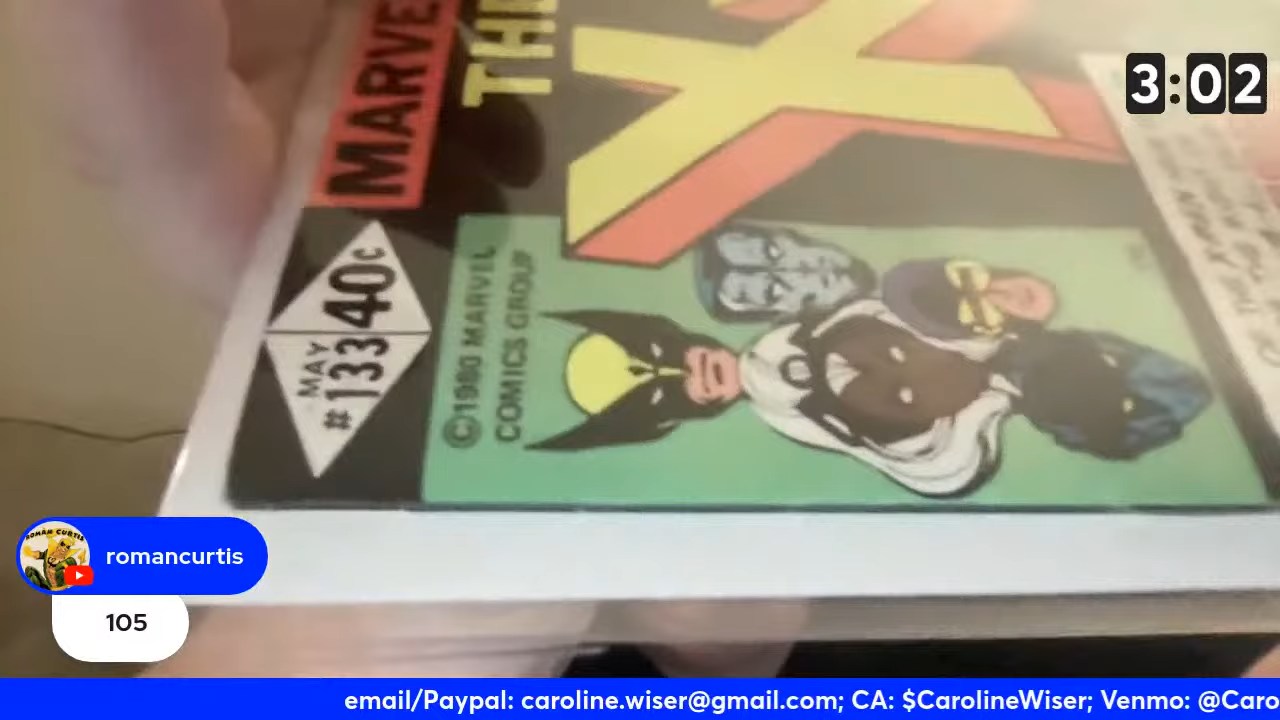 MARVE
TH
X
40¢
MAY
#133
©1980 MARVEL
COMICS GROUP
3:02
romancurtis
105
email/Paypal: caroline.wiser@gmail.com; CA: $CarolineWiser; Venmo: @Caro